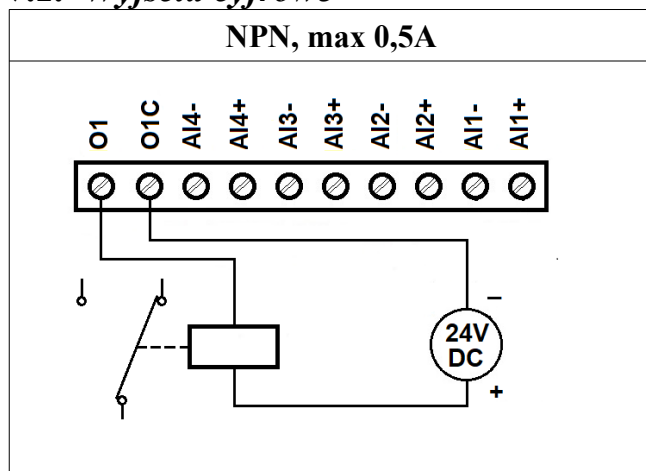 NPN, max 0,5A
O1 O1C AI4- AI4+ AI3- AI3+ AI2- AI2+ AI1- AI1+
–
24V
DC
+